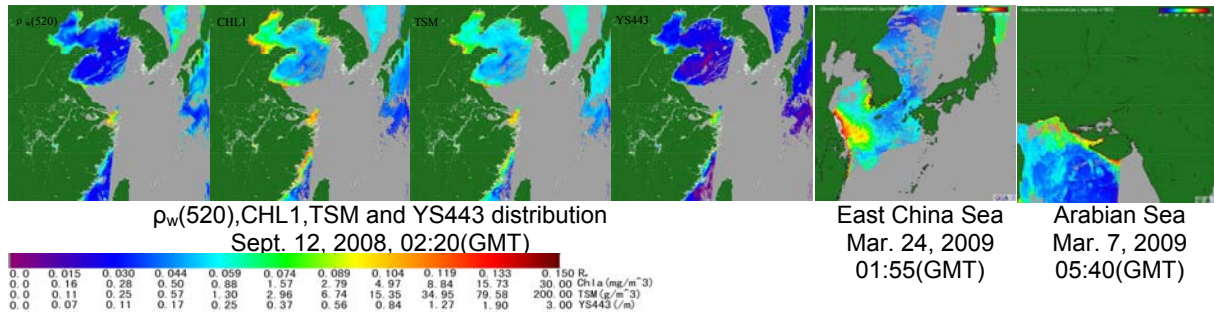 ρw(520)
CHL1
TSM
YS443
ρw(520),CHL1,TSM and YS443 distribution
Sept. 12, 2008, 02:20(GMT)
East China Sea
Mar. 24, 2009
01:55(GMT)
Arabian Sea
Mar. 7, 2009
05:40(GMT)
0.0 0.015 0.030 0.044 0.059 0.074 0.089 0.104 0.119 0.133 0.150 R
0.0 0.16 0.28 0.50 0.88 1.57 2.79 4.97 8.84 15.73 30.00 Chla(mg/m^3)
0.0 0.11 0.25 0.57 1.30 2.96 6.74 15.35 34.95 79.58 200.00 TSM(g/m^3)
0.0 0.07 0.11 0.17 0.25 0.37 0.56 0.84 1.27 1.90 3.00 YS443(/m)